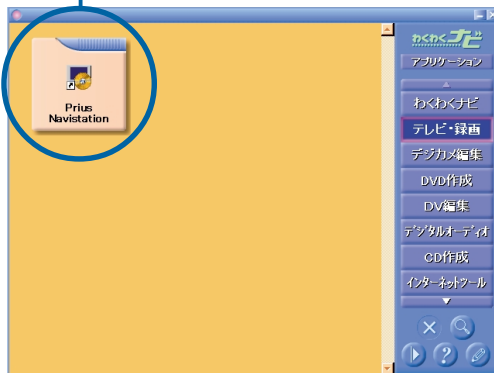 Prius
Navistation
わくわくナビ
アプリケーション
わくわくナビ
テレビ・録画
デジカメ編集
DVD作成
DV編集
デジタルオーディオ
CD作成
インターネットツール
?